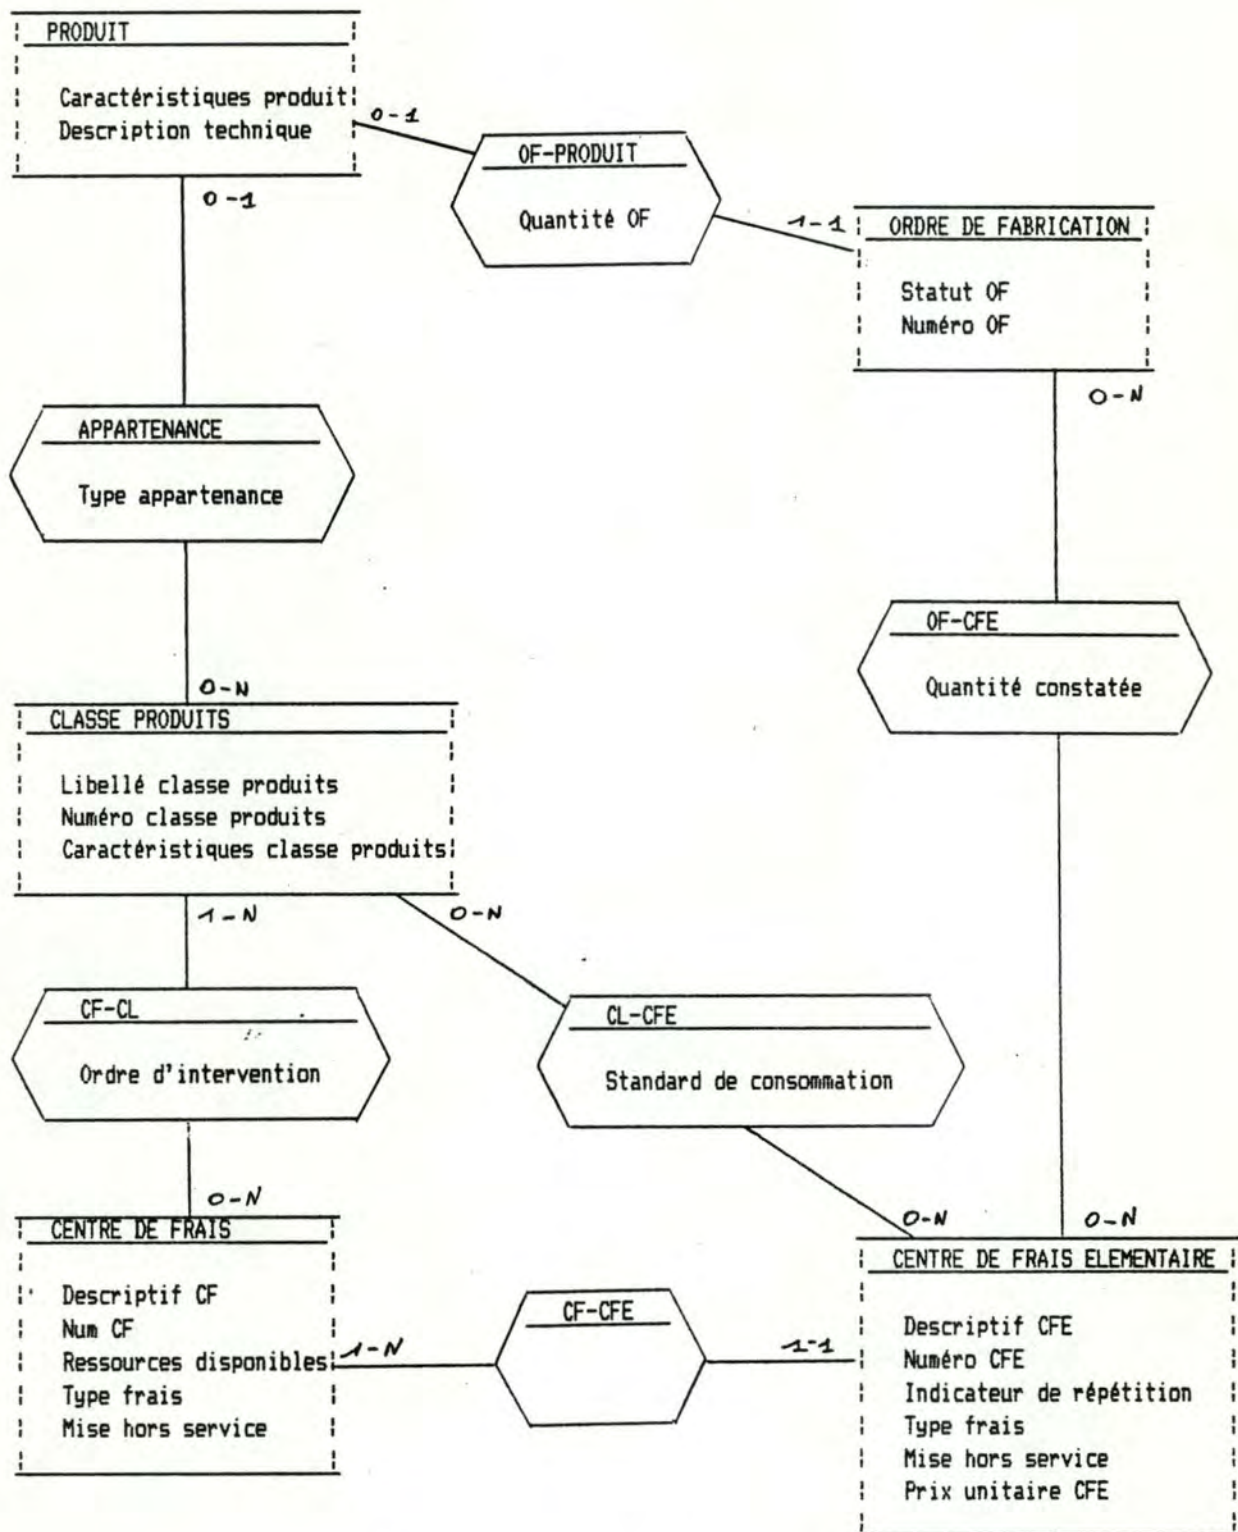 PRODUIT
Caractéristiques produit
Description technique
0-1
0-1
OF-PRODUIT
Quantité OF
1-1
ORDRE DE FABRICATION
Statut OF
Numéro OF
0-N
APPARTENANCE
Type appartenance
0-N
OF-CFE
Quantité constatée
CLASSE PRODUITS
Libellé classe produits
Numéro classe produits
Caractéristiques classe produits
1-N
0-N
CF-CL
Ordre d'intervention
CL-CFE
Standard de consommation
0-N
0-N
0-N
CENTRE DE FRAIS
Descriptif CF
Num CF
Ressources disponibles
Type frais
Mise hors service
1-N
CF-CFE
1-1
CENTRE DE FRAIS ELEMENTAIRE
Descriptif CFE
Numéro CFE
Indicateur de répétition
Type frais
Mise hors service
Prix unitaire CFE